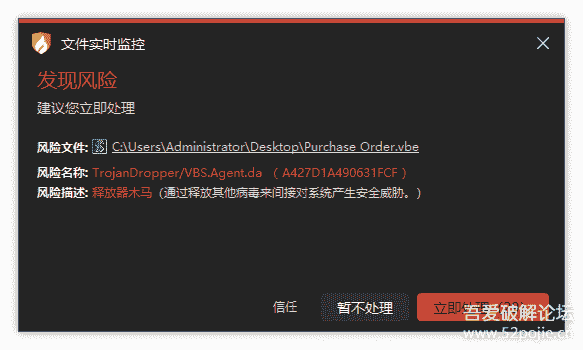 文件实时监控
发现风险
建议您立即处理
风险文件: C:\Users\Administrator\Desktop\Purchase Order.vbe
风险名称: TrojanDropper/VBS.Agent.da （ A427D1A490631FCF ）
风险描述: 释放器木马（通过释放其他病毒来间接对系统产生安全威胁。）
信任 暂不处理 立即处理
吾爱破解论坛
www.52pojie.cn